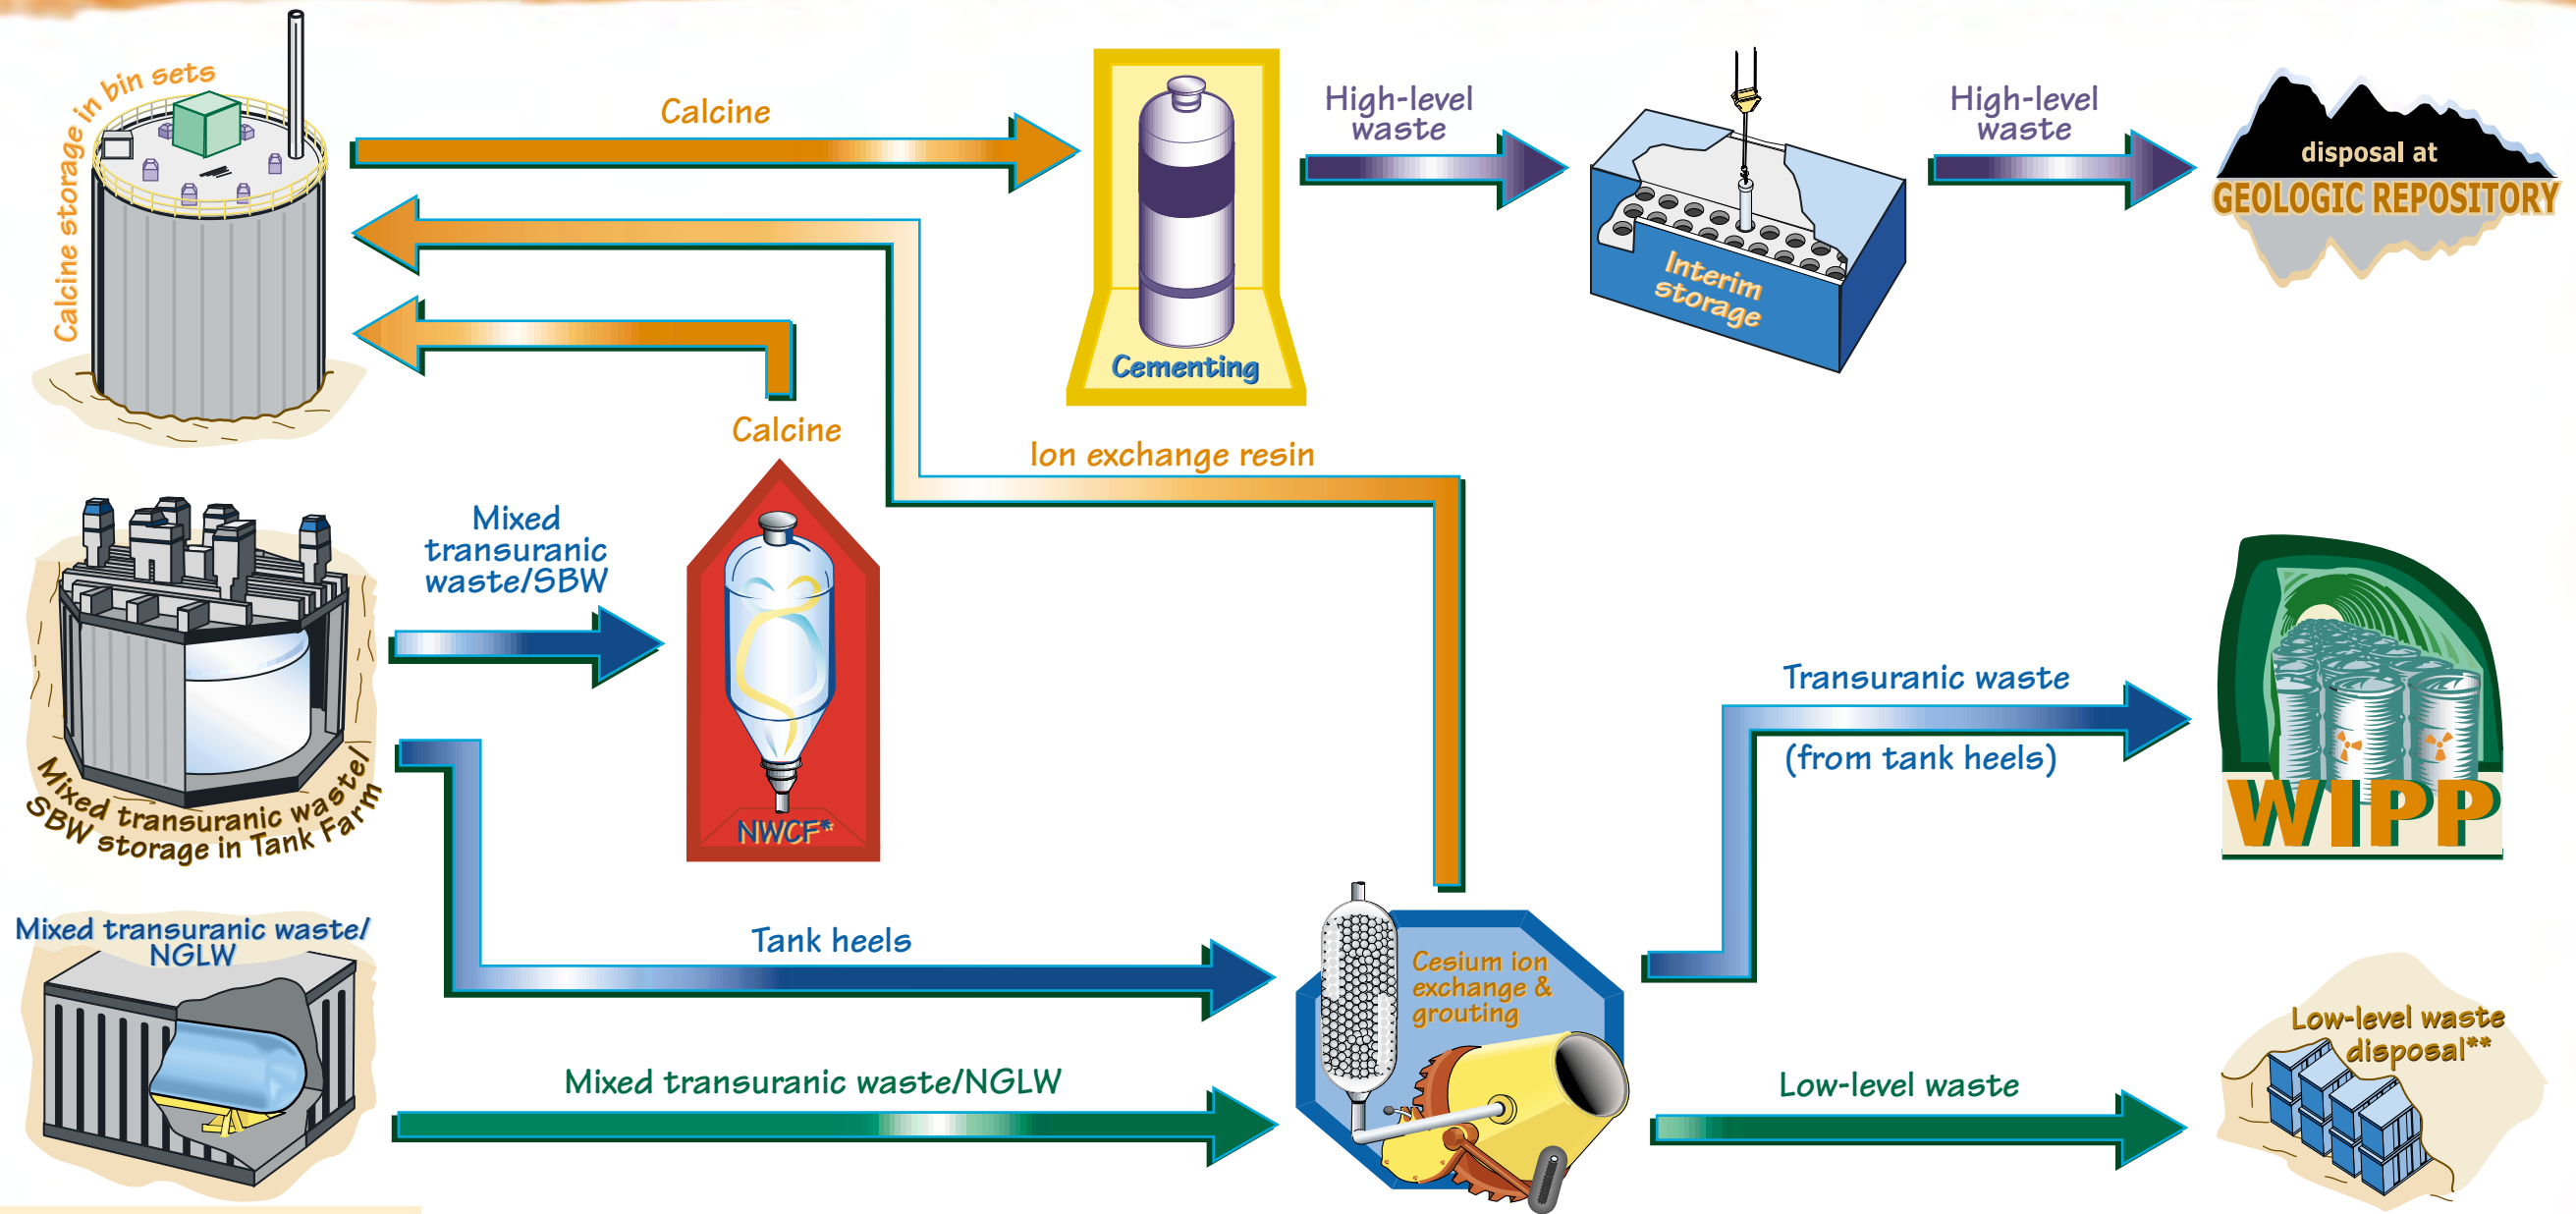 Calcine storage in bin sets
Calcine
High-level
waste
High-level
waste
disposal at
GEOLOGIC REPOSITORY
Interim
storage
Cementing
Calcine
Ion exchange resin
Mixed
transuranic
waste/SBW
NWCF*
Mixed transuranic waste/
SBW storage in Tank Farm
Transuranic waste
(from tank heels)
WIPP
Mixed transuranic waste/
NGLW
Tank heels
Cesium ion
exchange &
grouting
Mixed transuranic waste/NGLW
Low-level waste
Low-level waste
disposal**